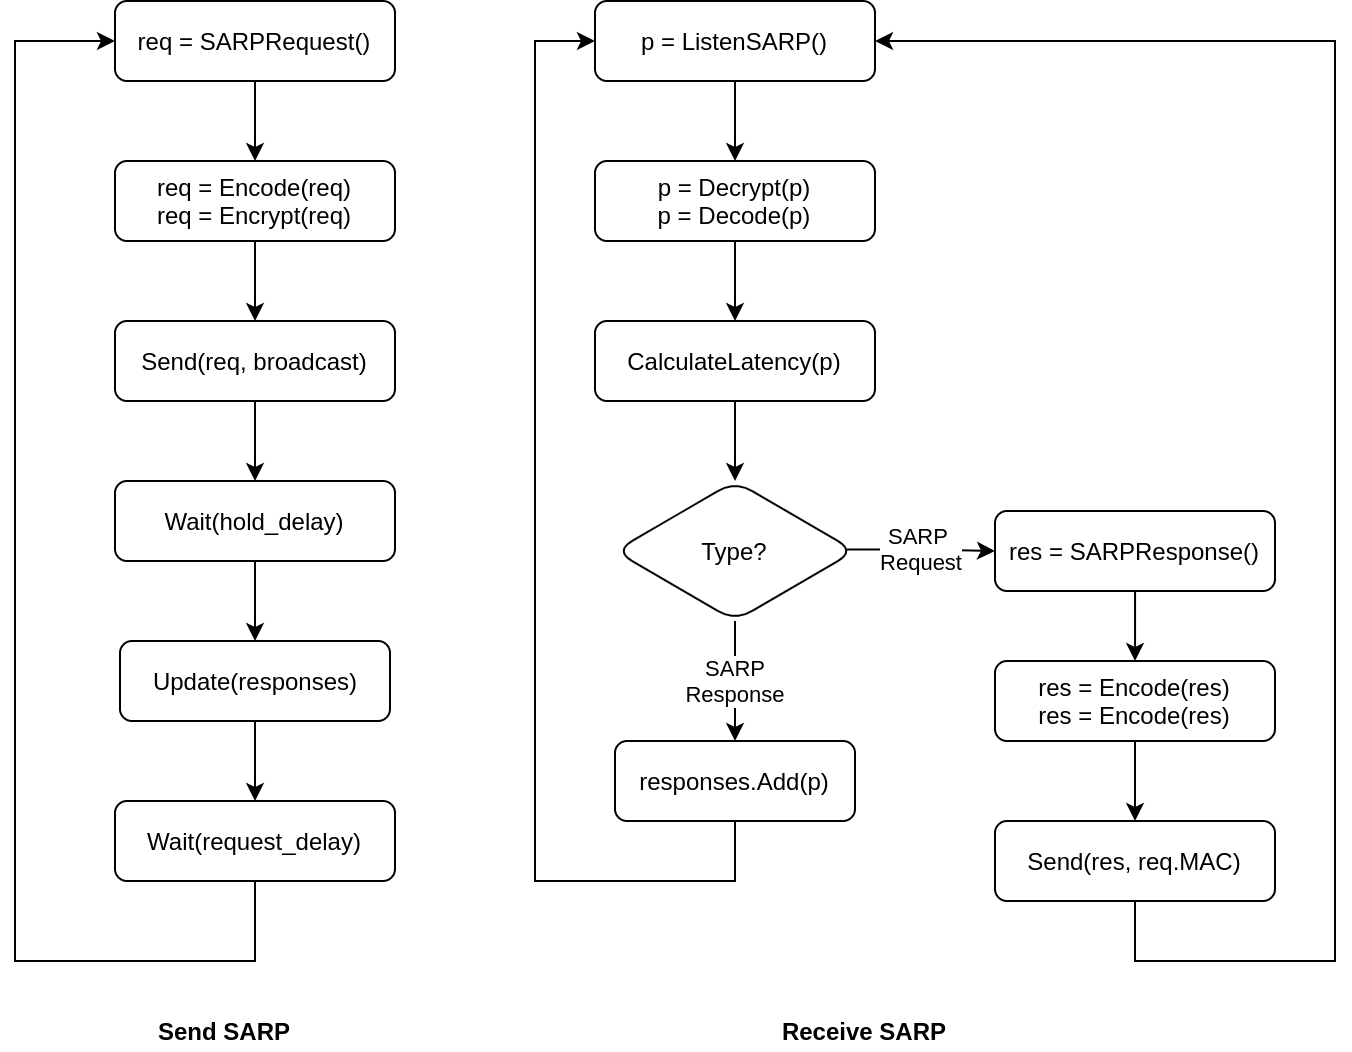 req = SARPRequest()
req = Encode(req)
req = Encrypt(req)
Send(req, broadcast)
Wait(hold_delay)
Update(responses)
Wait(request_delay)
Send SARP
p = ListenSARP()
p = Decrypt(p)
p = Decode(p)
CalculateLatency(p)
Type?
SARP
Request
SARP
Response
responses.Add(p)
res = SARPResponse()
res = Encode(res)
res = Encode(res)
Send(res, req.MAC)
Receive SARP